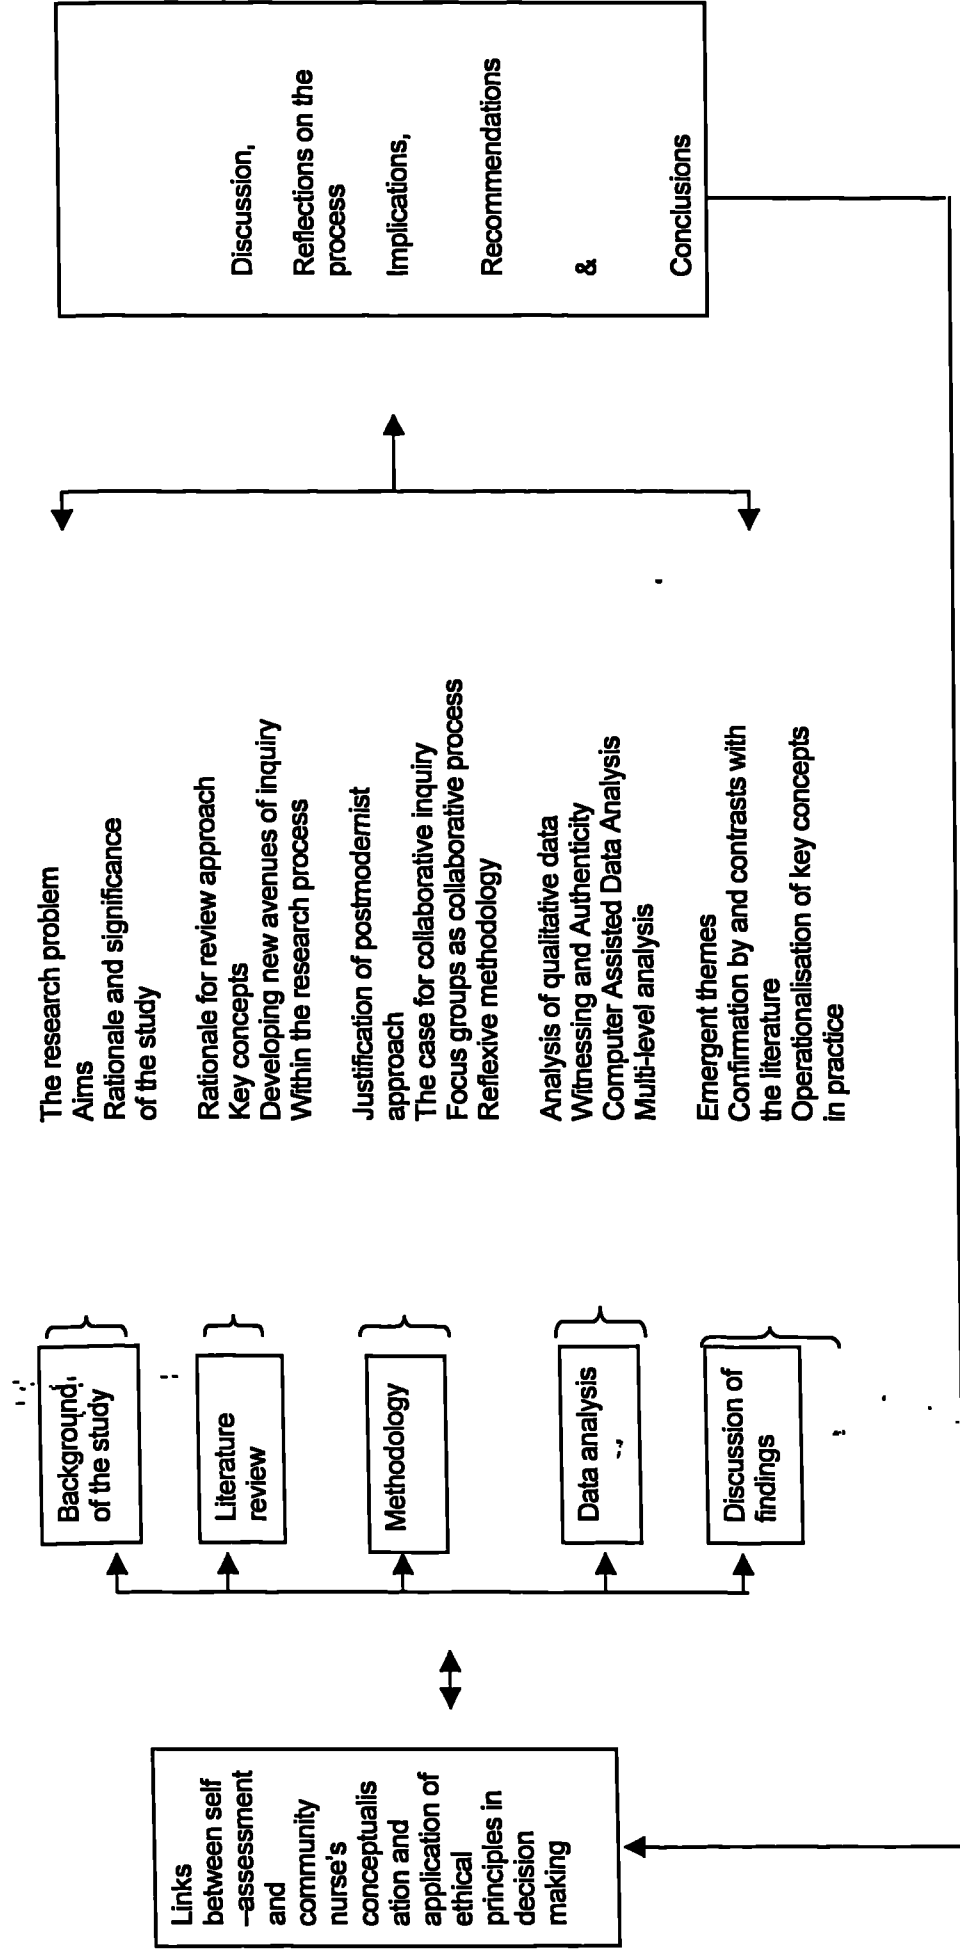 Links
between self
–assessment
and
community
nurse's
conceptualis
ation and
application of
ethical
principles in
decision
making
Background
of the study
The research problem
Aims
Rationale and significance
of the study
Literature
review
Rationale for review approach
Key concepts
Developing new avenues of inquiry
Within the research process
Methodology
Justification of postmodernist
approach
The case for collaborative inquiry
Focus groups as collaborative process
Reflexive methodology
Data analysis
Analysis of qualitative data
Witnessing and Authenticity
Computer Assisted Data Analysis
Multi-level analysis
Discussion of
findings
Emergent themes
Confirmation by and contrasts with
the literature
Operationalisation of key concepts
in practice
Discussion,
Reflections on the
process
Implications,
Recommendations
&
Conclusions